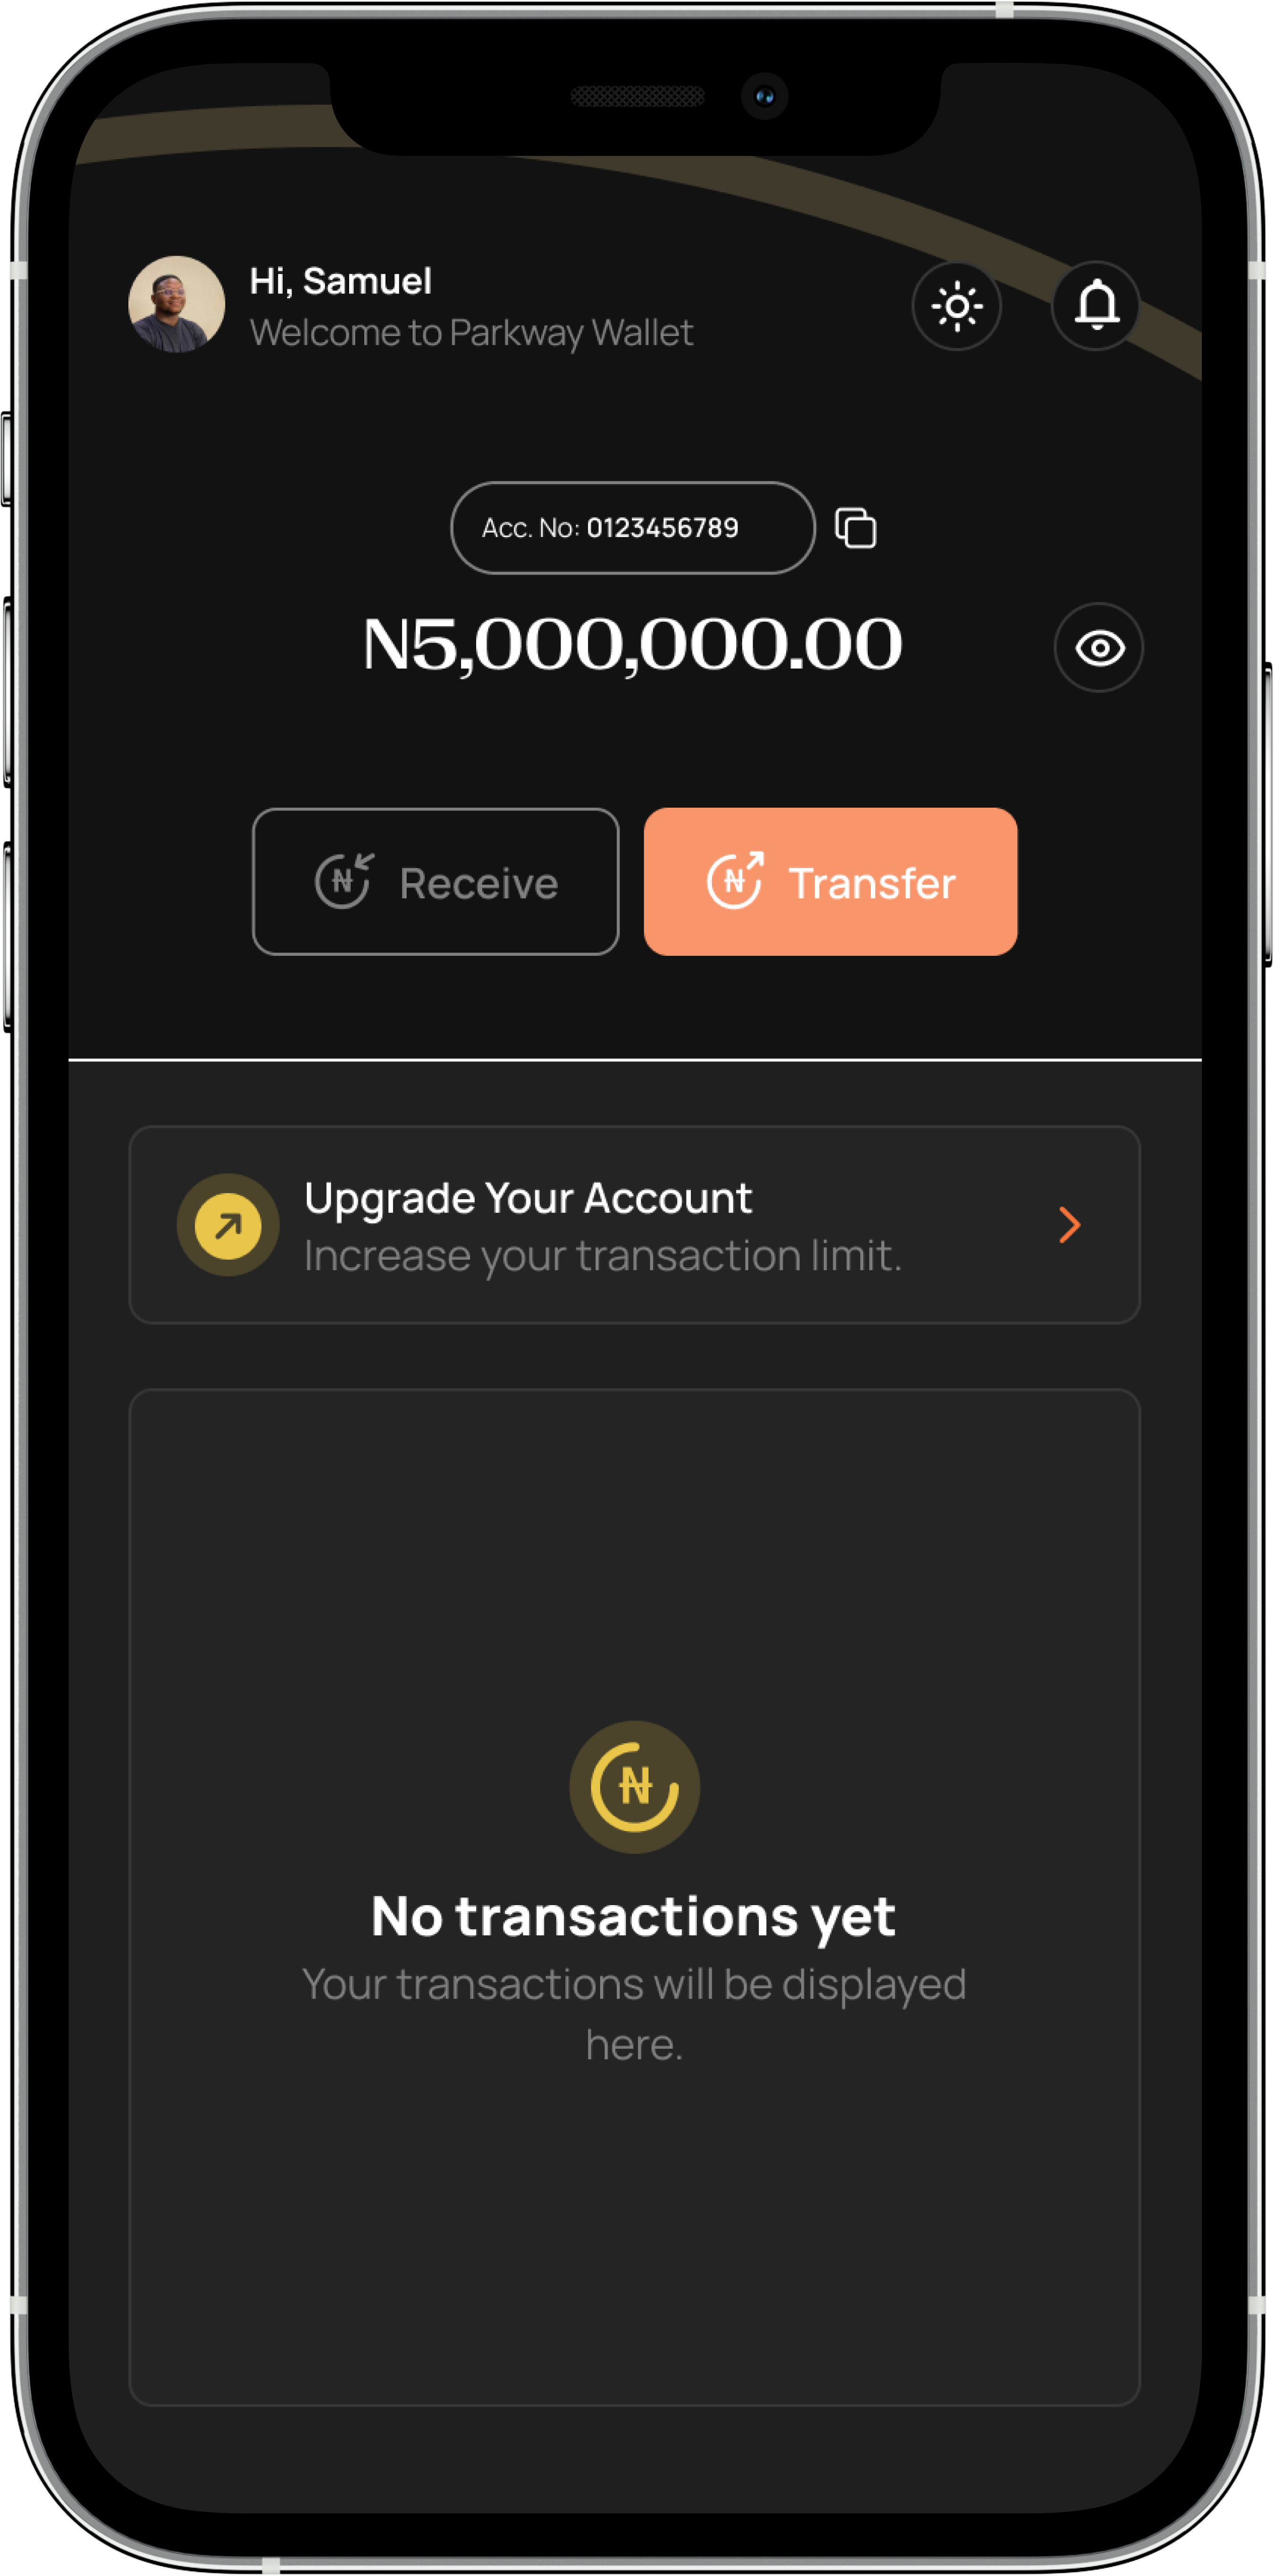 Hi, Samuel
Welcome to Parkway Wallet
Acc. No: 0123456789
N5,000,000.00
₦ Receive
₦ Transfer
Upgrade Your Account
Increase your transaction limit.
₦
No transactions yet
Your transactions will be displayed
here.